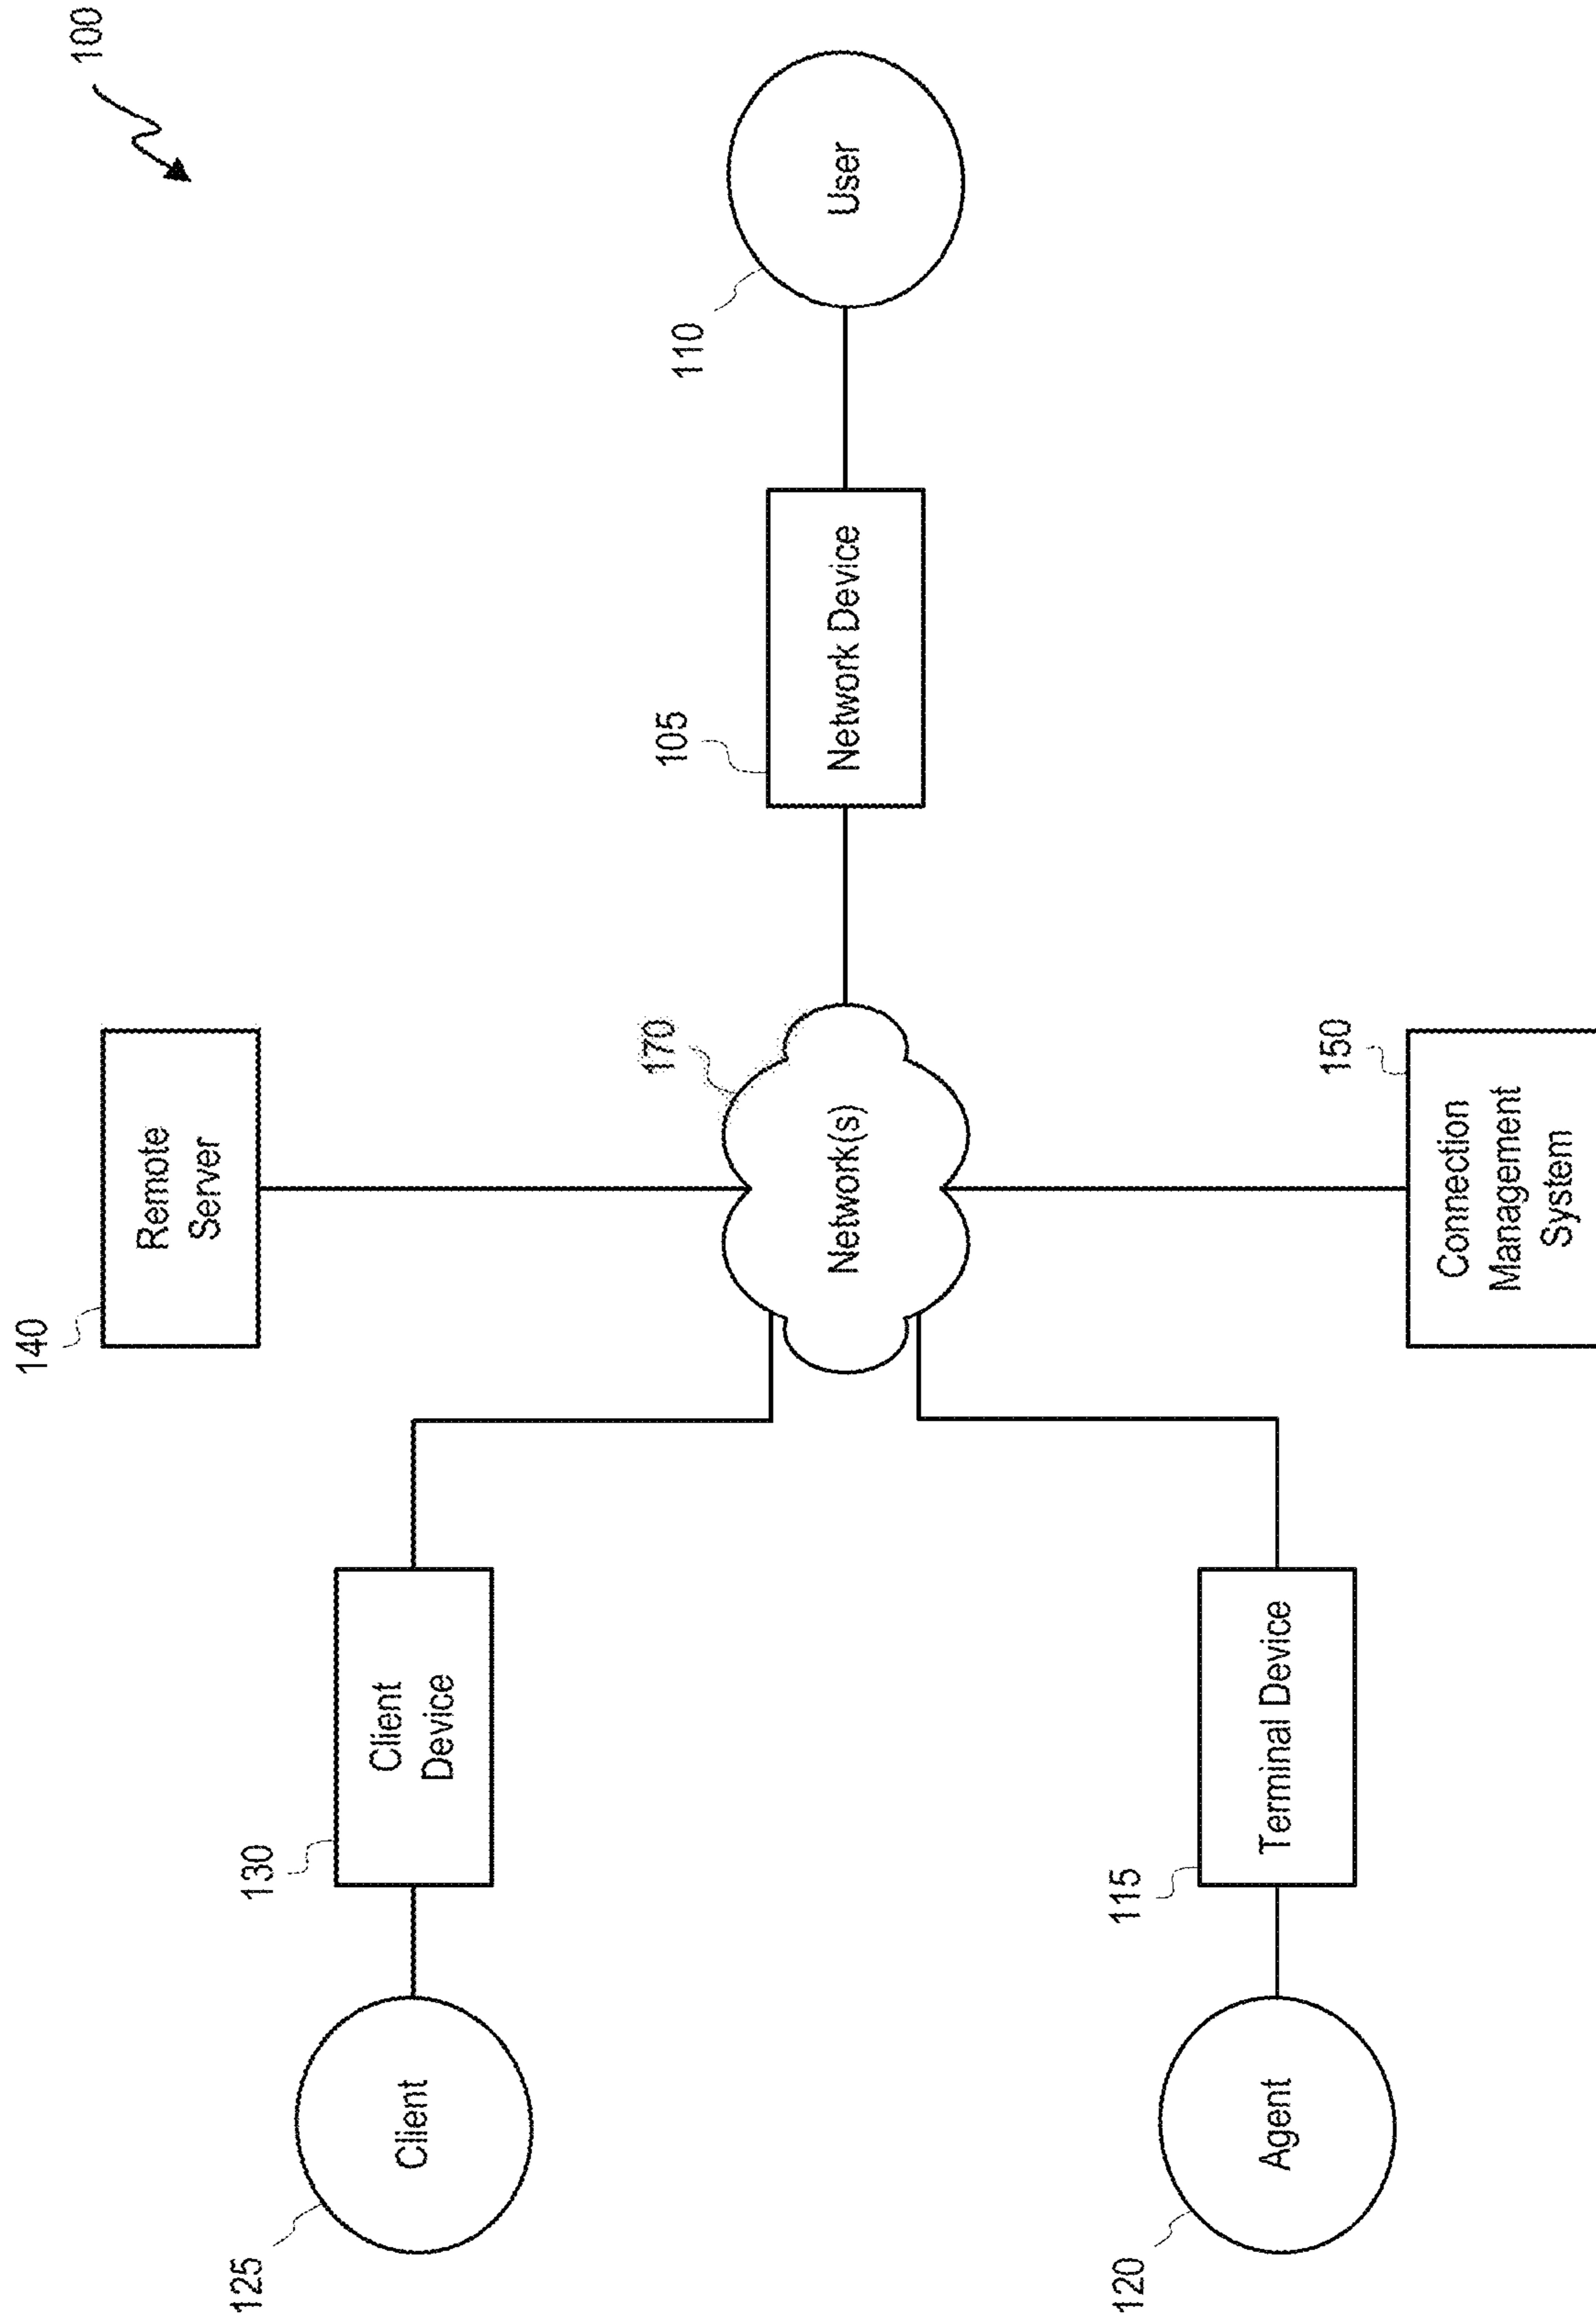 100
140
Remote
Server
125
Client
130
Client
Device
170
Network(s)
105
Network Device
110
User
120
Agent
115
Terminal Device
150
Connection
Management
System